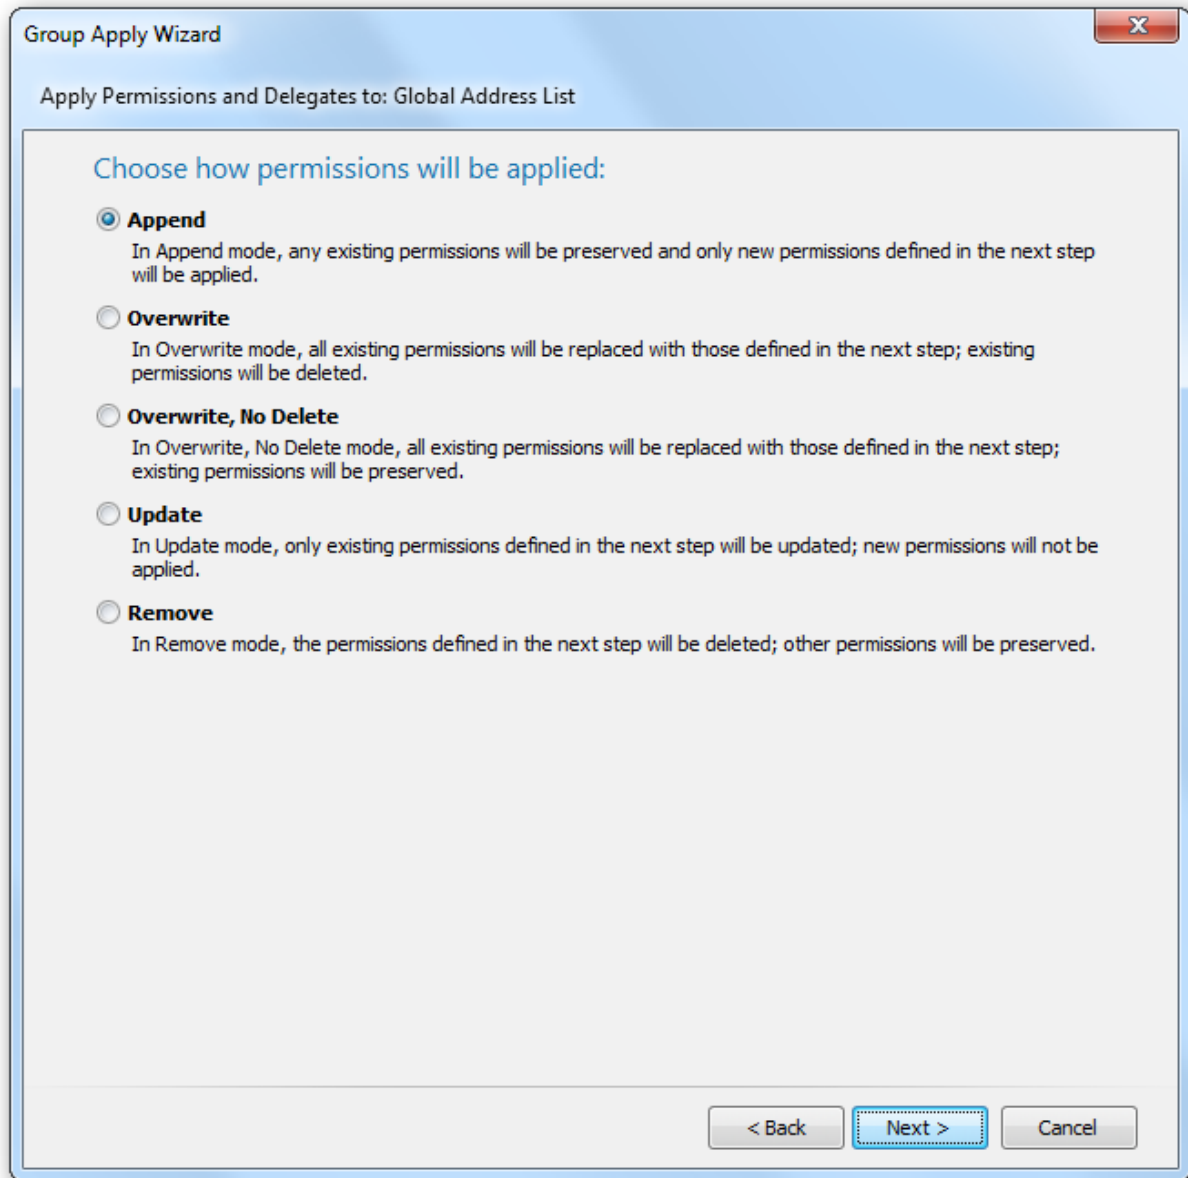 Group Apply Wizard
X
Apply Permissions and Delegates to: Global Address List
Choose how permissions will be applied:
Append
In Append mode, any existing permissions will be preserved and only new permissions defined in the next step
will be applied.
Overwrite
In Overwrite mode, all existing permissions will be replaced with those defined in the next step; existing
permissions will be deleted.
Overwrite, No Delete
In Overwrite, No Delete mode, all existing permissions will be replaced with those defined in the next step;
existing permissions will be preserved.
Update
In Update mode, only existing permissions defined in the next step will be updated; new permissions will not be
applied.
Remove
In Remove mode, the permissions defined in the next step will be deleted; other permissions will be preserved.
< Back Next > Cancel